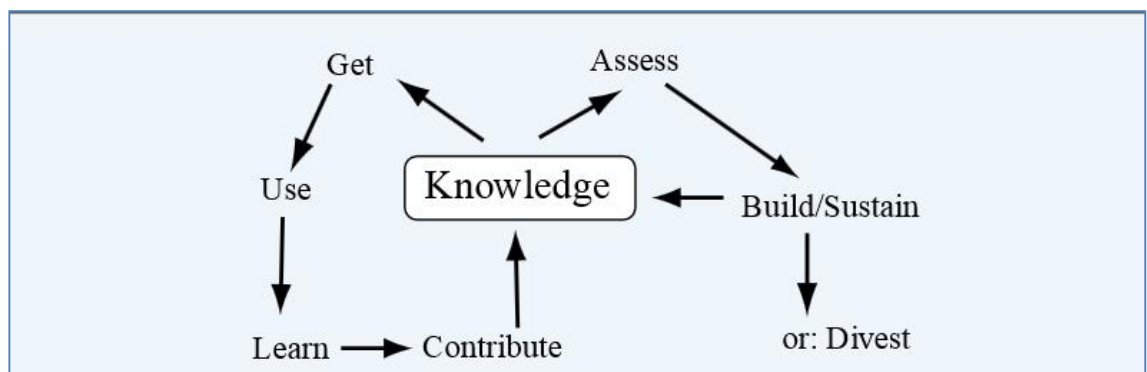 Get
Assess
Use
Knowledge
Build/Sustain
Learn
Contribute
or: Divest